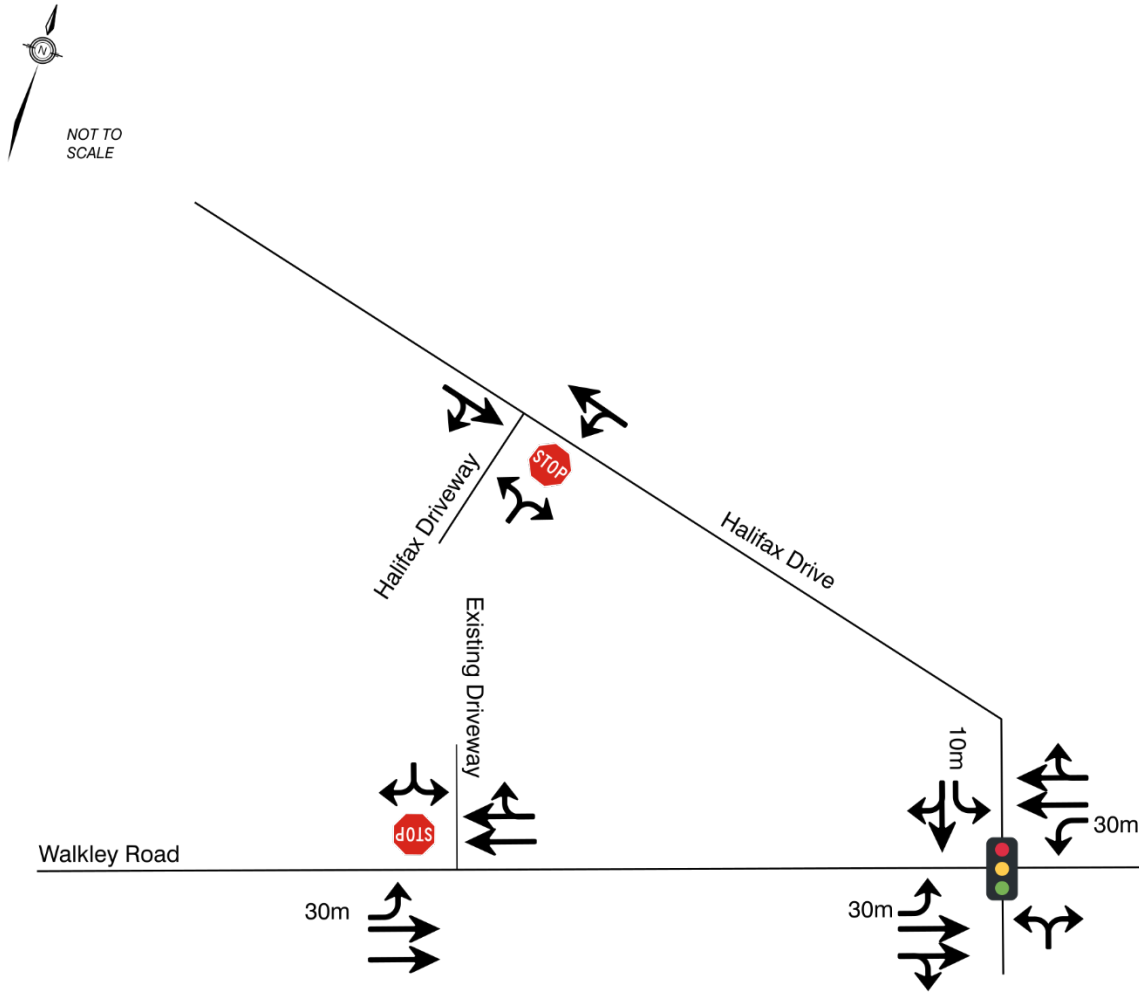 N
NOT TO
SCALE
STOP
Halifax Driveway
Halifax Drive
Existing Driveway
10m
STOP
30m
Walkley Road
30m
30m